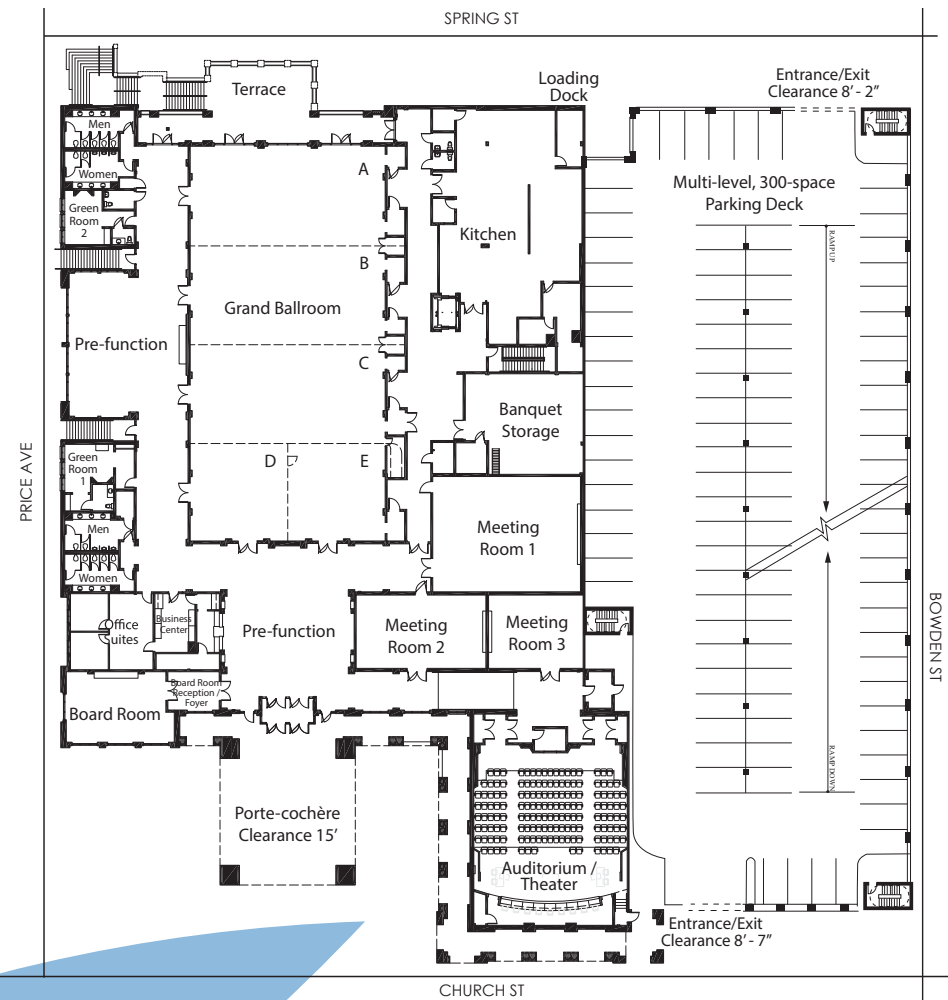 SPRING ST
Terrace
Loading
Dock
Entrance/Exit
Clearance 8' - 2"
Men
Women
Green
Room
2
A
Multi-level, 300-space
Parking Deck
RAMP UP
Kitchen
B
Grand Ballroom
Pre-function
C
Banquet
Storage
PRICE AVE
Green
Room
1
D
E
Men
Women
Meeting
Room 1
Office
uites
Business
Center
Pre-function
Meeting
Room 2
Meeting
Room 3
BOWDEN ST
Board Room
Reception /
Foyer
Board Room
RAMP DOWN
Porte-cochère
Clearance 15'
Auditorium /
Theater
Entrance/Exit
Clearance 8' - 7"
CHURCH ST